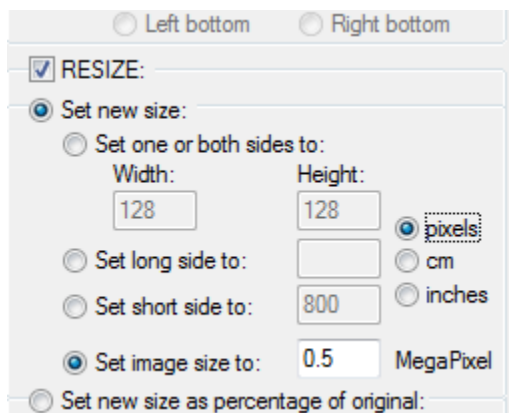 Left bottom Right bottom
RESIZE:
Set new size:
Set one or both sides to:
Width: Height:
128 128
pixels
Set long side to: cm
inches
Set short side to: 800
Set image size to: 0.5 MegaPixel
Set new size as percentage of original: